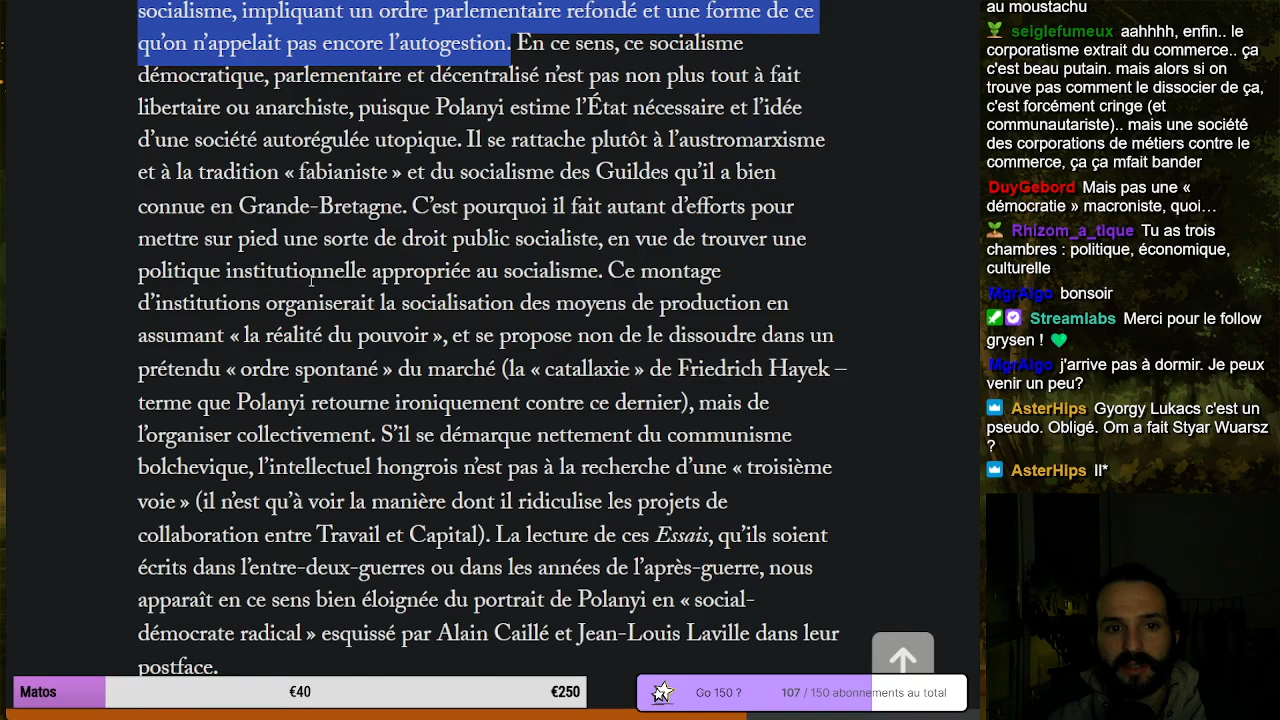 socialisme, impliquant un ordre parlementaire refondé et une forme de ce
qu’on n’appelait pas encore l’autogestion. En ce sens, ce socialisme
démocratique, parlementaire et décentralisé n’est pas non plus tout à fait
libertaire ou anarchiste, puisque Polanyi estime l’État nécessaire et l’idée
d’une société autorégulée utopique. Il se rattache plutôt à l’austromarxisme
et à la tradition « fabianiste » et du socialisme des Guildes qu’il a bien
connue en Grande-Bretagne. C’est pourquoi il fait autant d’efforts pour
mettre sur pied une sorte de droit public socialiste, en vue de trouver une
politique institutionnelle appropriée au socialisme. Ce montage
d’institutions organiserait la socialisation des moyens de production en
assumant « la réalité du pouvoir », et se propose non de le dissoudre dans un
prétendu « ordre spontané » du marché (la « catallaxie » de Friedrich Hayek –
terme que Polanyi retourne ironiquement contre ce dernier), mais de
l’organiser collectivement. S’il se démarque nettement du communisme
bolchevique, l’intellectuel hongrois n’est pas à la recherche d’une « troisième
voie » (il n’est qu’à voir la manière dont il ridiculise les projets de
collaboration entre Travail et Capital). La lecture de ces Essais, qu’ils soient
écrits dans l’entre-deux-guerres ou dans les années de l’après-guerre, nous
apparaît en ce sens bien éloignée du portrait de Polanyi en « social-
démocrate radical » esquissé par Alain Caillé et Jean-Louis Laville dans leur
postface.
au moustachu
seiglefumeux aahhhh, enfin.. le
corporatisme extrait du commerce.. ça
c'est beau putain. mais alors si on
trouve pas comment le dissocier de ça,
c'est forcément cringe (et
communautariste).. mais une société
des corporations de métiers contre le
commerce, ça ça mfait bander
DuyGebord Mais pas une «
démocratie » macroniste, quoi…
Rhizom_a_tique Tu as trois
chambres : politique, économique,
culturelle
MgrAlgo bonsoir
Streamlabs Merci pour le follow
grysen !
MgrAlgo j'arrive pas à dormir. Je peux
venir un peu?
AsterHips Gyorgy Lukacs c'est un
pseudo. Obligé. Om a fait Styar Wuarsz
?
AsterHips Il*
Matos €40 €250
Go 150 ? 107 / 150 abonnements au total